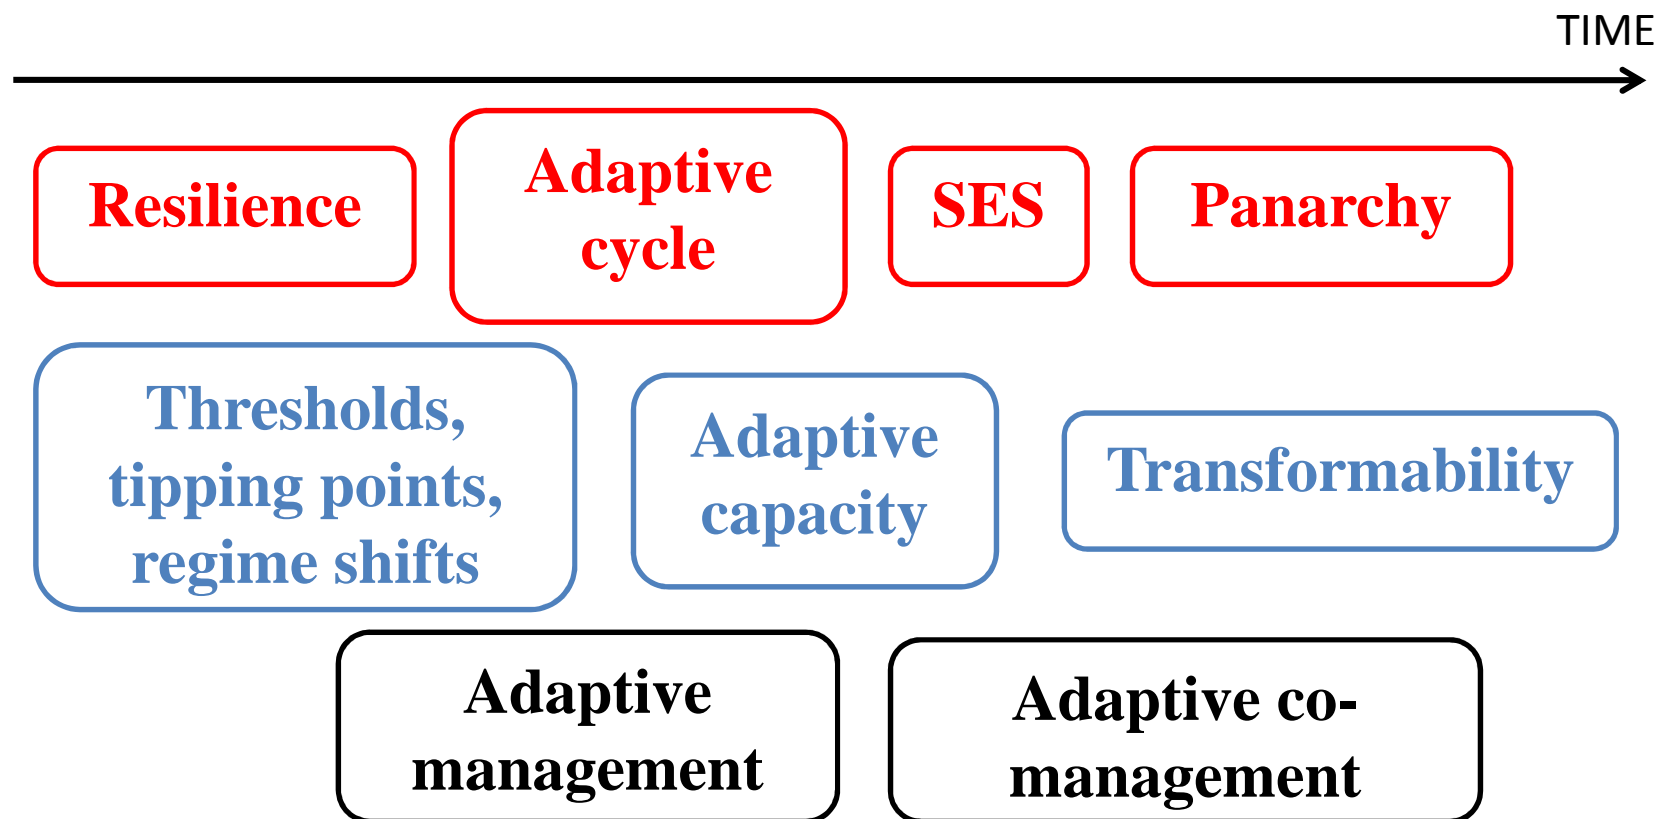 TIME
Resilience
Adaptive
cycle
SES
Panarchy
Thresholds,
tipping points,
regime shifts
Adaptive
capacity
Transformability
Adaptive
management
Adaptive co-
management